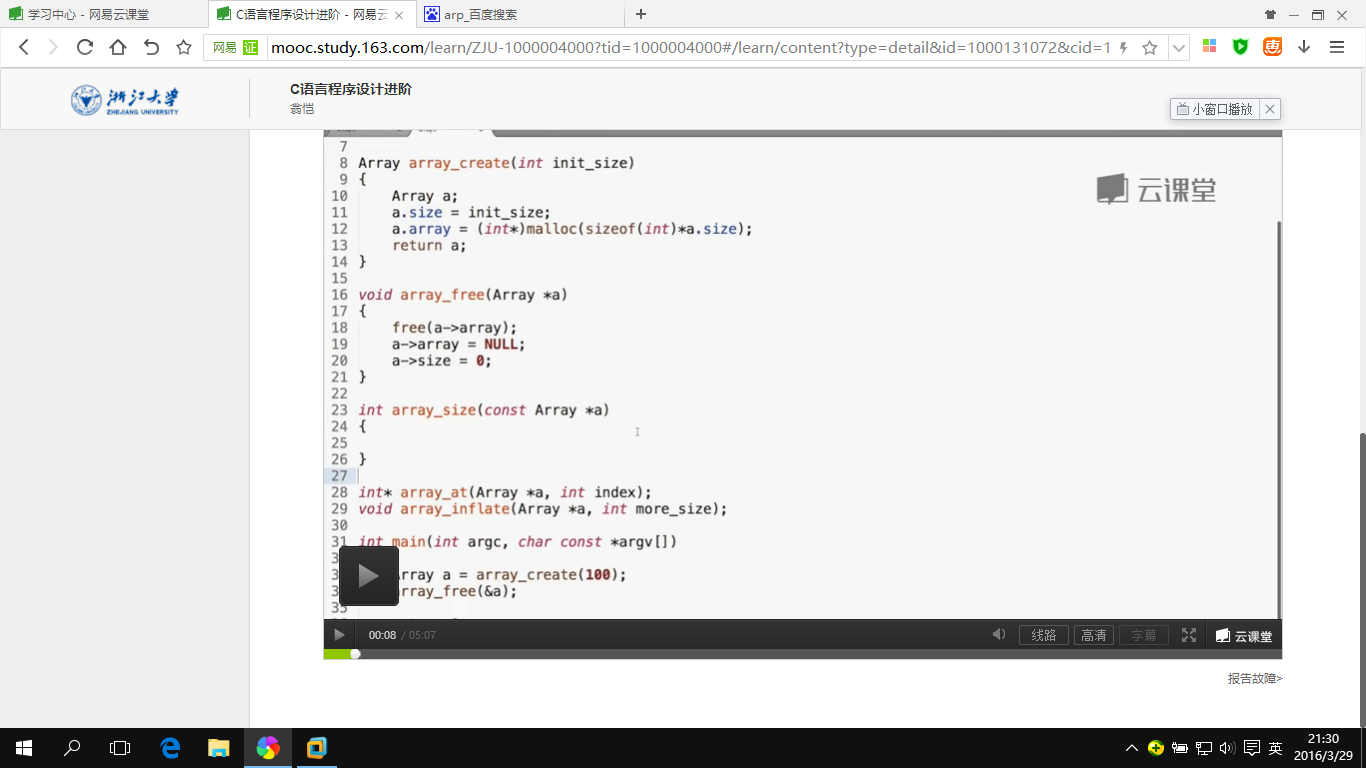 学习中心 - 网易云课堂
C语言程序设计进阶 - 网易云
arp_百度搜索
网易 证 mooc.study.163.com/learn/ZJU-1000004000?tid=1000004000#/learn/content?type=detail&id=1000131072&cid=1
浙江大学
ZHEJIANG UNIVERSITY
C语言程序设计进阶
翁恺
小窗口播放
云课堂
7
8 Array array_create(int init_size)
9 {
10 Array a;
11 a.size = init_size;
12 a.array = (int*)malloc(sizeof(int)*a.size);
13 return a;
14 }
15
16 void array_free(Array *a)
17 {
18 free(a->array);
19 a->array = NULL;
20 a->size = 0;
21 }
22
23 int array_size(const Array *a)
24 {
25
26 }
27
28 int* array_at(Array *a, int index);
29 void array_inflate(Array *a, int more_size);
30
31 int main(int argc, char const *argv[])
rray a = array_create(100);
rray_free(&a);
35
00:08 / 05:07
线路
高清
字幕
云课堂
报告故障>
英
21:30
2016/3/29